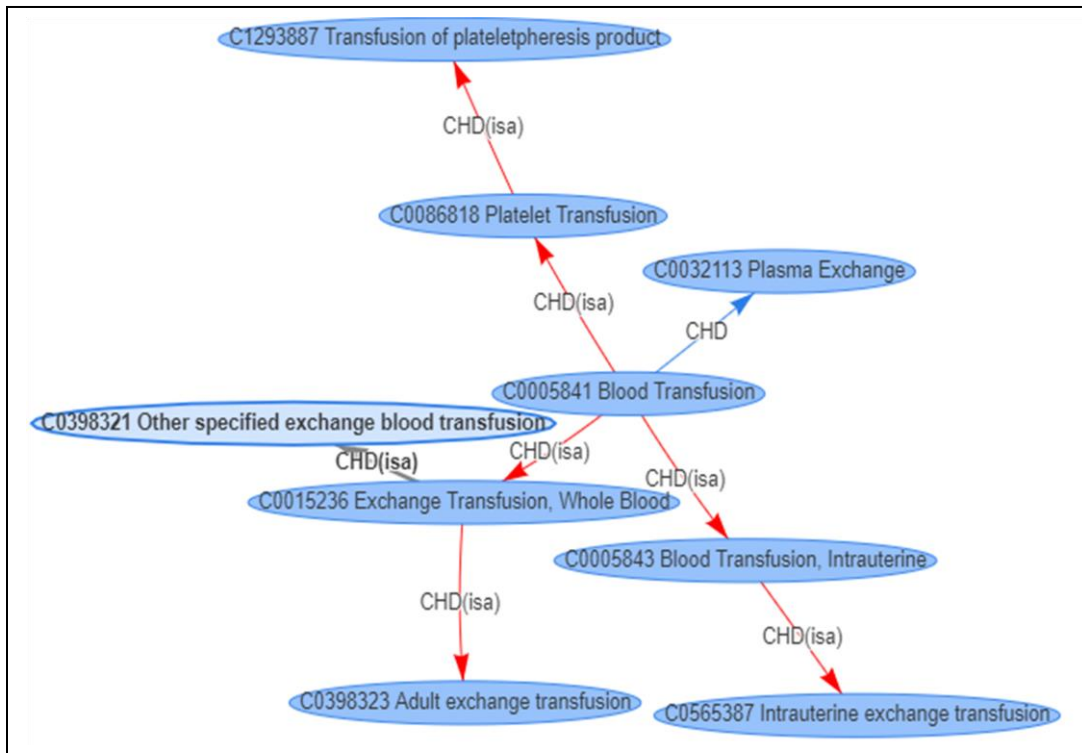 C1293887 Transfusion of plateletpheresis product
CHD(isa)
C0086818 Platelet Transfusion
C0032113 Plasma Exchange
CHD(isa)
CHD
C0005841 Blood Transfusion
C0398321 Other specified exchange blood transfusion
CHD(isa)
CHD(isa)
CHD(isa)
C0015236 Exchange Transfusion, Whole Blood
C0005843 Blood Transfusion, Intrauterine
CHD(isa)
CHD(isa)
C0398323 Adult exchange transfusion
C0565387 Intrauterine exchange transfusion